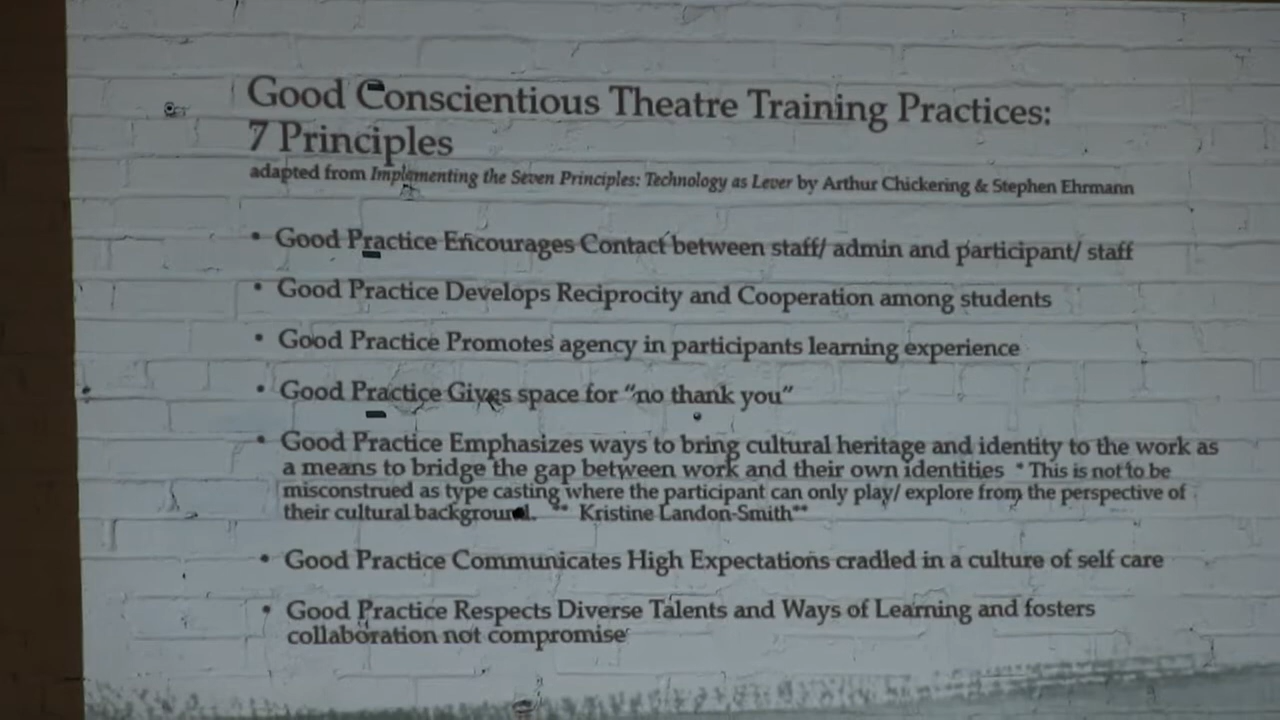 Good Conscientious Theatre Training Practices:
7 Principles
adapted from Implementing the Seven Principles: Technology as Lever by Arthur Chickering & Stephen Ehrmann
• Good Practice Encourages Contact between staff/ admin and participant/ staff
• Good Practice Develops Reciprocity and Cooperation among students
• Good Practice Promotes agency in participants learning experience
• Good Practice Gives space for "no thank you"
• Good Practice Emphasizes ways to bring cultural heritage and identity to the work as
a means to bridge the gap between work and their own identities * This is not to be
misconstrued as type casting where the participant can only play/ explore from the perspective of
their cultural background. ** Kristine Landon-Smith**
• Good Practice Communicates High Expectations cradled in a culture of self care
• Good Practice Respects Diverse Talents and Ways of Learning and fosters
collaboration not compromise